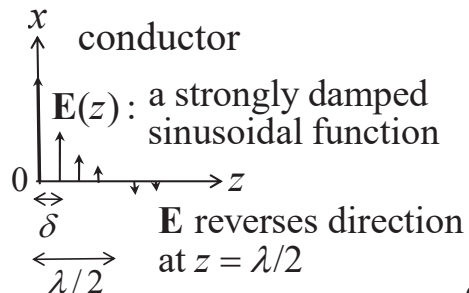 x
conductor
E(z): a strongly damped
sinusoidal function
0
z
δ
E reverses direction
at z = λ/2
λ/2